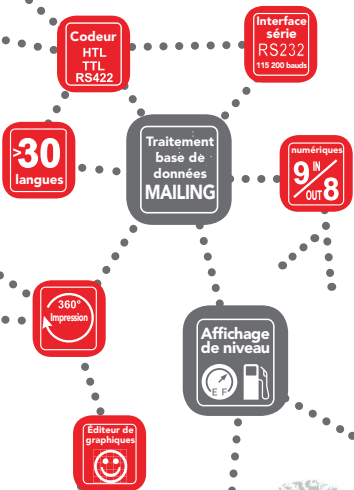 Codeur
HTL
TTL
RS422
Interface
série
RS232
115 200 bauds
>30
langues
Traitement
base de
données
MAILING
numériques
9 IN
OUT 8
360°
Impression
Affichage
de niveau
E F
Éditeur de
graphiques